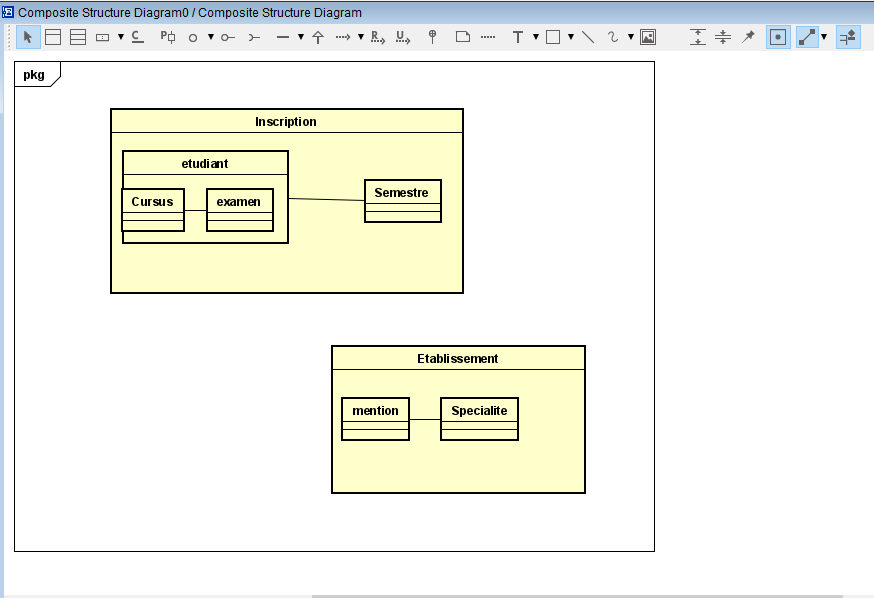 Composite Structure Diagram0 / Composite Structure Diagram
pkg
Inscription
etudiant
Cursus
examen
Semestre
Etablissement
mention
Specialite